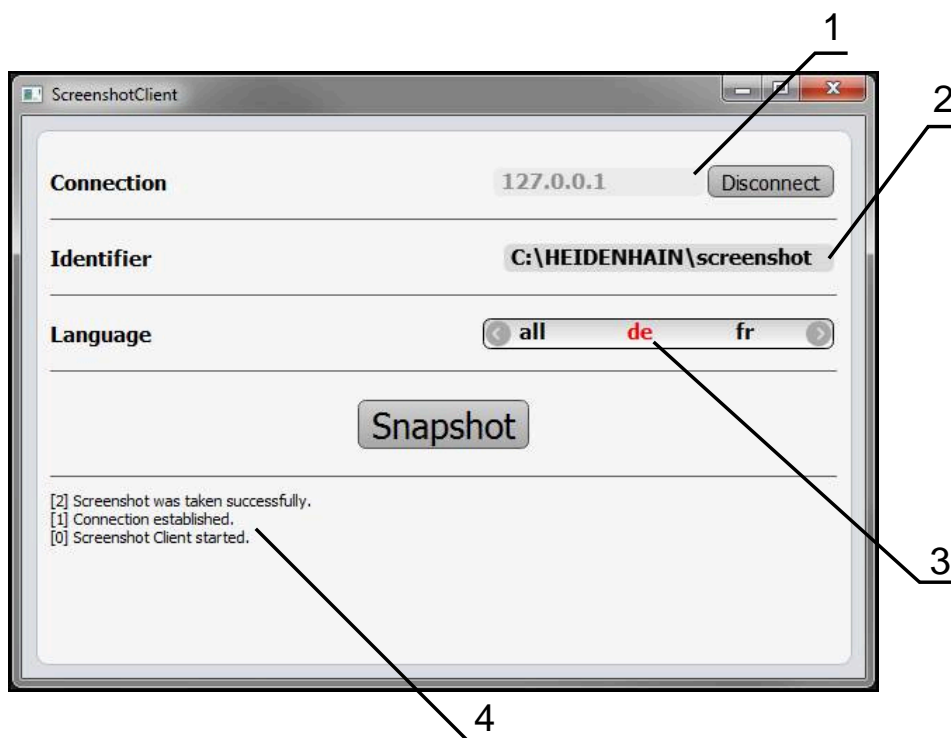 1
ScreenshotClient
2
Connection 127.0.0.1 Disconnect
Identifier C:\HEIDENHAIN\screenshot
Language all de fr
Snapshot
[2] Screenshot was taken successfully.
[1] Connection established.
[0] Screenshot Client started.
3
4